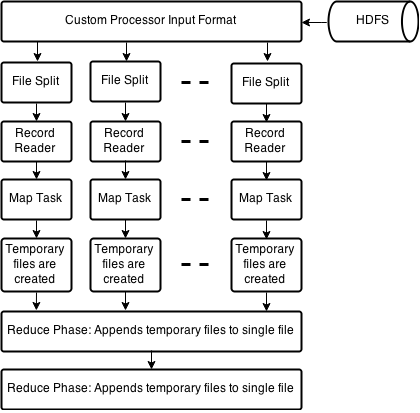 Custom Processor Input Format
HDFS
File Split
File Split
File Split
Record
Reader
Record
Reader
Record
Reader
Map Task
Map Task
Map Task
Temporary
files are
created
Temporary
files are
created
Temporary
files are
created
Reduce Phase: Appends temporary files to single file
Reduce Phase: Appends temporary files to single file